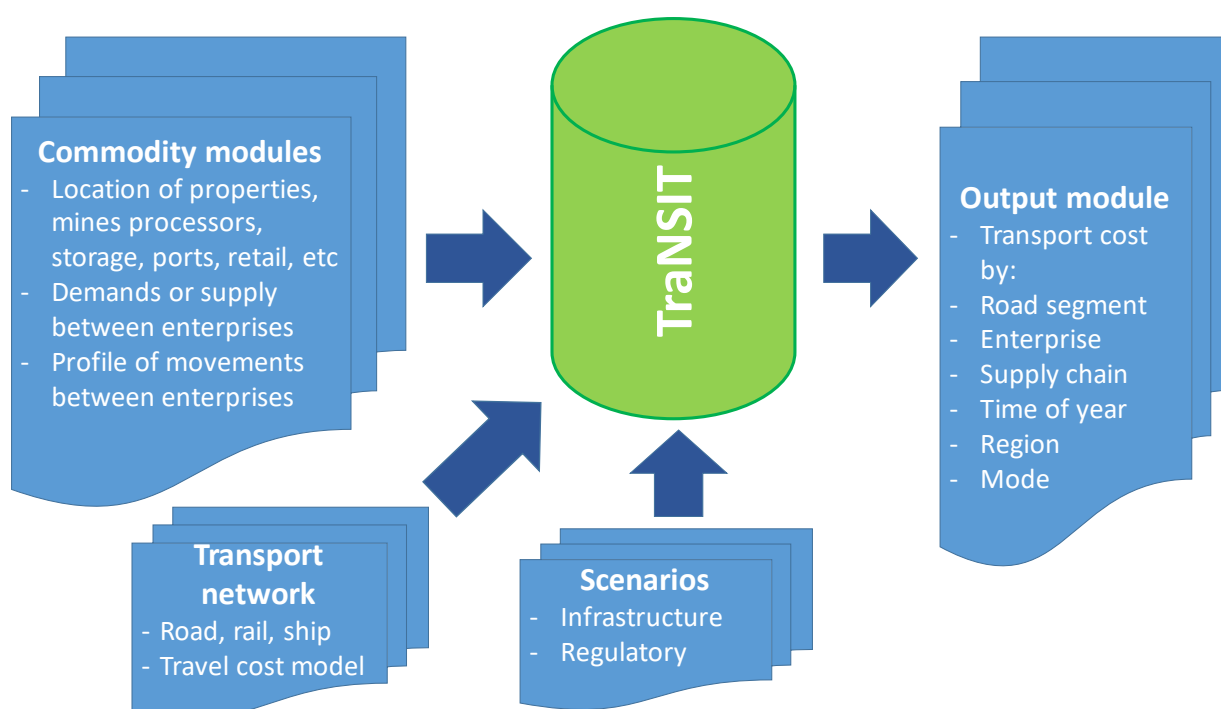 Commodity modules
- Location of properties,
mines processors,
storage, ports, retail, etc
- Demands or supply
between enterprises
- Profile of movements
between enterprises
TraNSIT
Output module
- Transport cost
by:
- Road segment
- Enterprise
- Supply chain
- Time of year
- Region
- Mode
Transport
network
- Road, rail, ship
- Travel cost model
Scenarios
- Infrastructure
- Regulatory